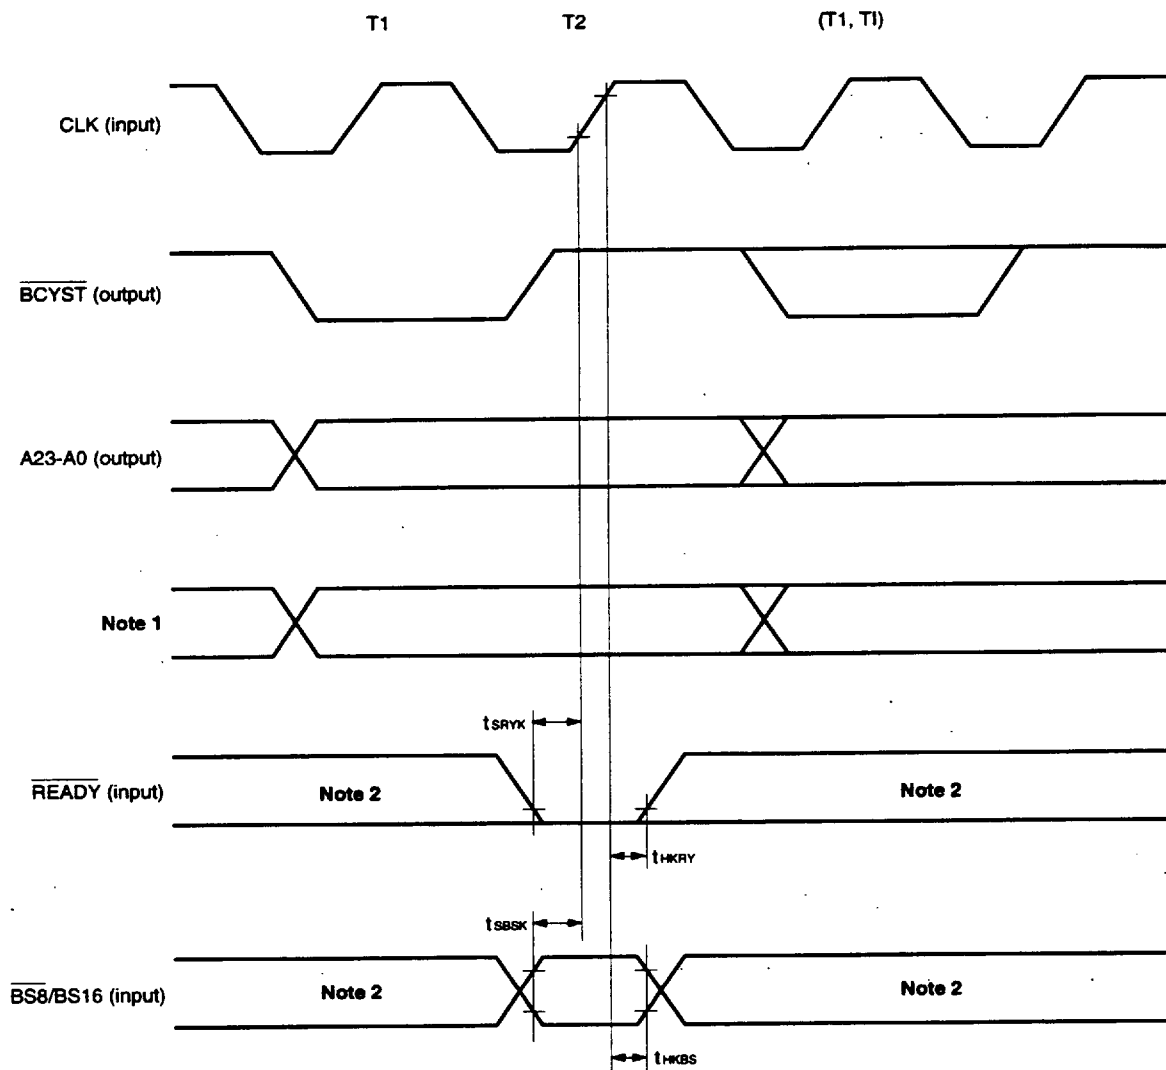 T1 T2 (T1, TI)
CLK (input)
BCYST (output)
A23-A0 (output)
Note 1
tSRYK
READY (input) Note 2 Note 2
tHKRY
tSBSK
BS8/BS16 (input) Note 2 Note 2
tHKBS